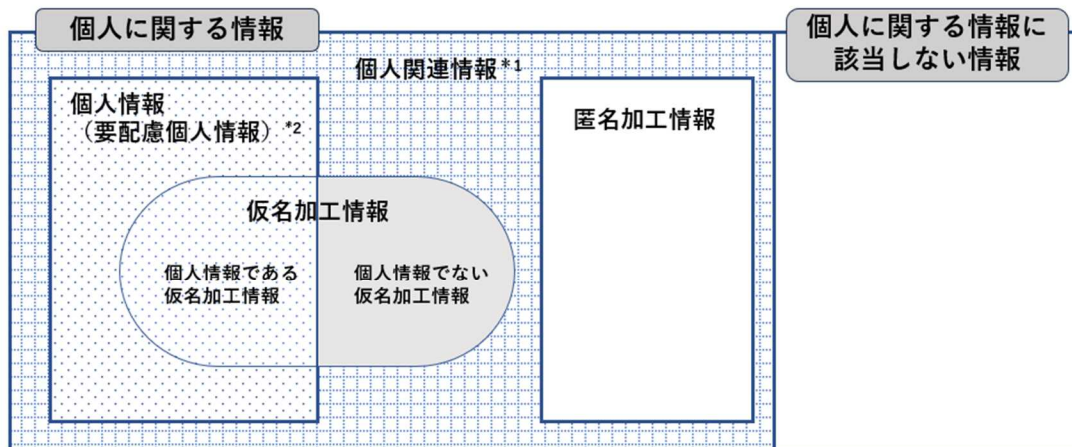 個人に関する情報
個人に関する情報に
該当しない情報
個人関連情報*1
個人情報
（要配慮個人情報）*2
匿名加工情報
仮名加工情報
個人情報である
仮名加工情報
個人情報でない
仮名加工情報